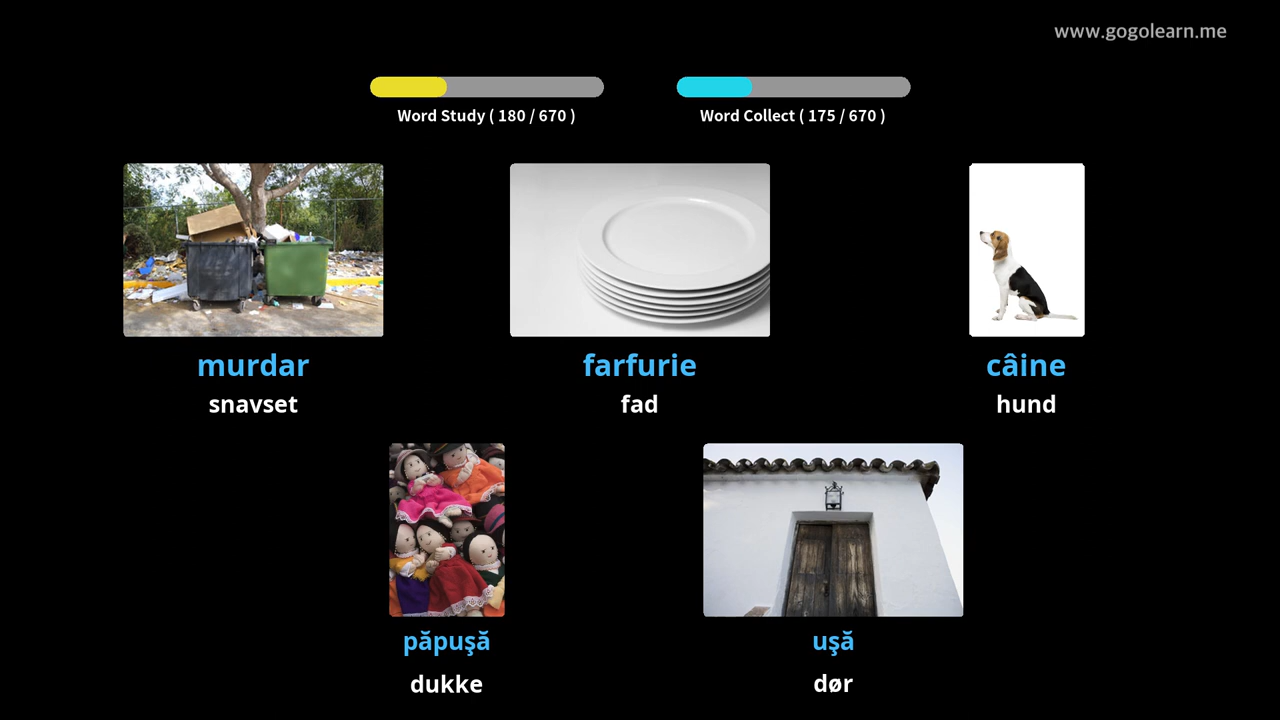 www.gogolearn.me
Word Study ( 180 / 670 )
Word Collect ( 175 / 670 )
murdar
snavset
farfurie
fad
câine
hund
păpuşă
dukke
uşă
dør